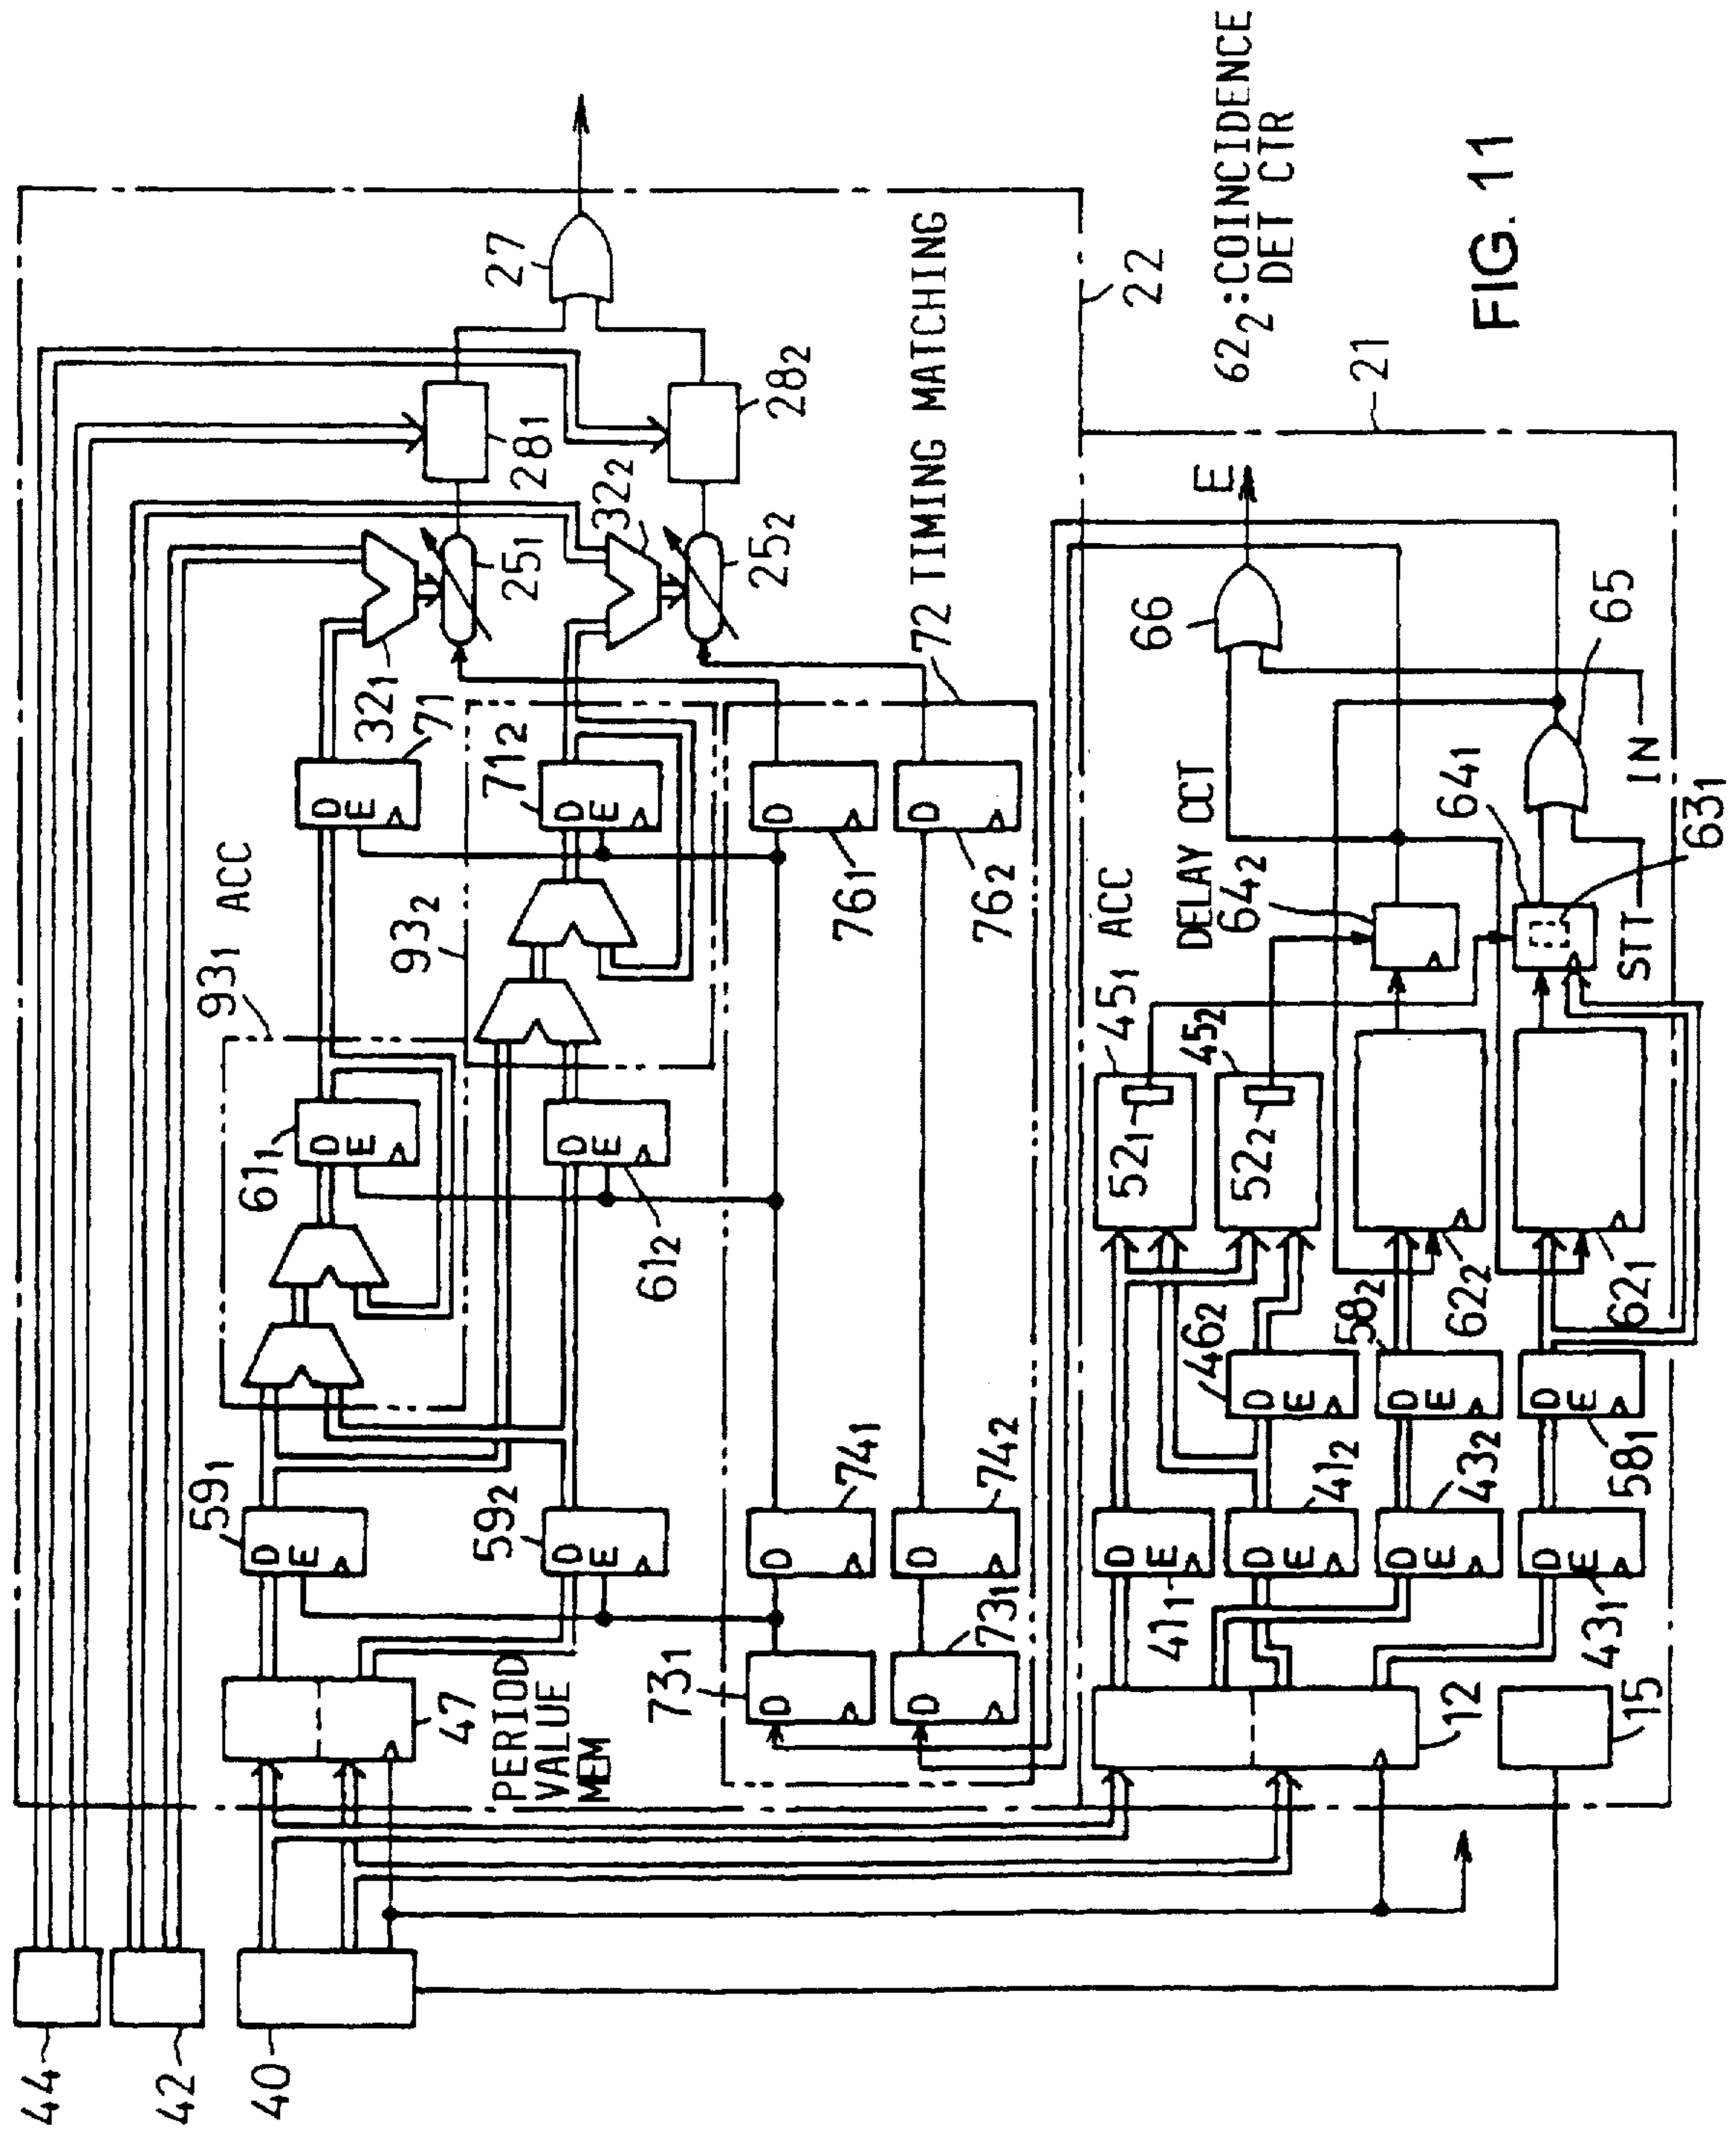 44
42
40
47
PERIOD
VALUE
MEM
59₁
D
E
59₂
D
E
93₁
ACC
61₁
D
E
61₂
D
E
93₂
71
D
E
71₂
D
E
32₁
25₁
32₂
25₂
28₁
28₂
27
73₁
D
73₁
D
74₁
D
74₂
D
76₁
D
76₂
D
72 TIMING MATCHING
22
21
12
15
41₁
D
E
41₂
D
E
43₂
D
E
43₁
D
E
46₂
D
E
58₂
D
E
58₁
D
E
45₁ ACC
52₁
45₂
52₂
62₂
62₁
DELAY CCT
64₂
64₁
63₁
STT
IN
65
66
E
62₂:COINCIDENCE
DET CTR
FIG. 11